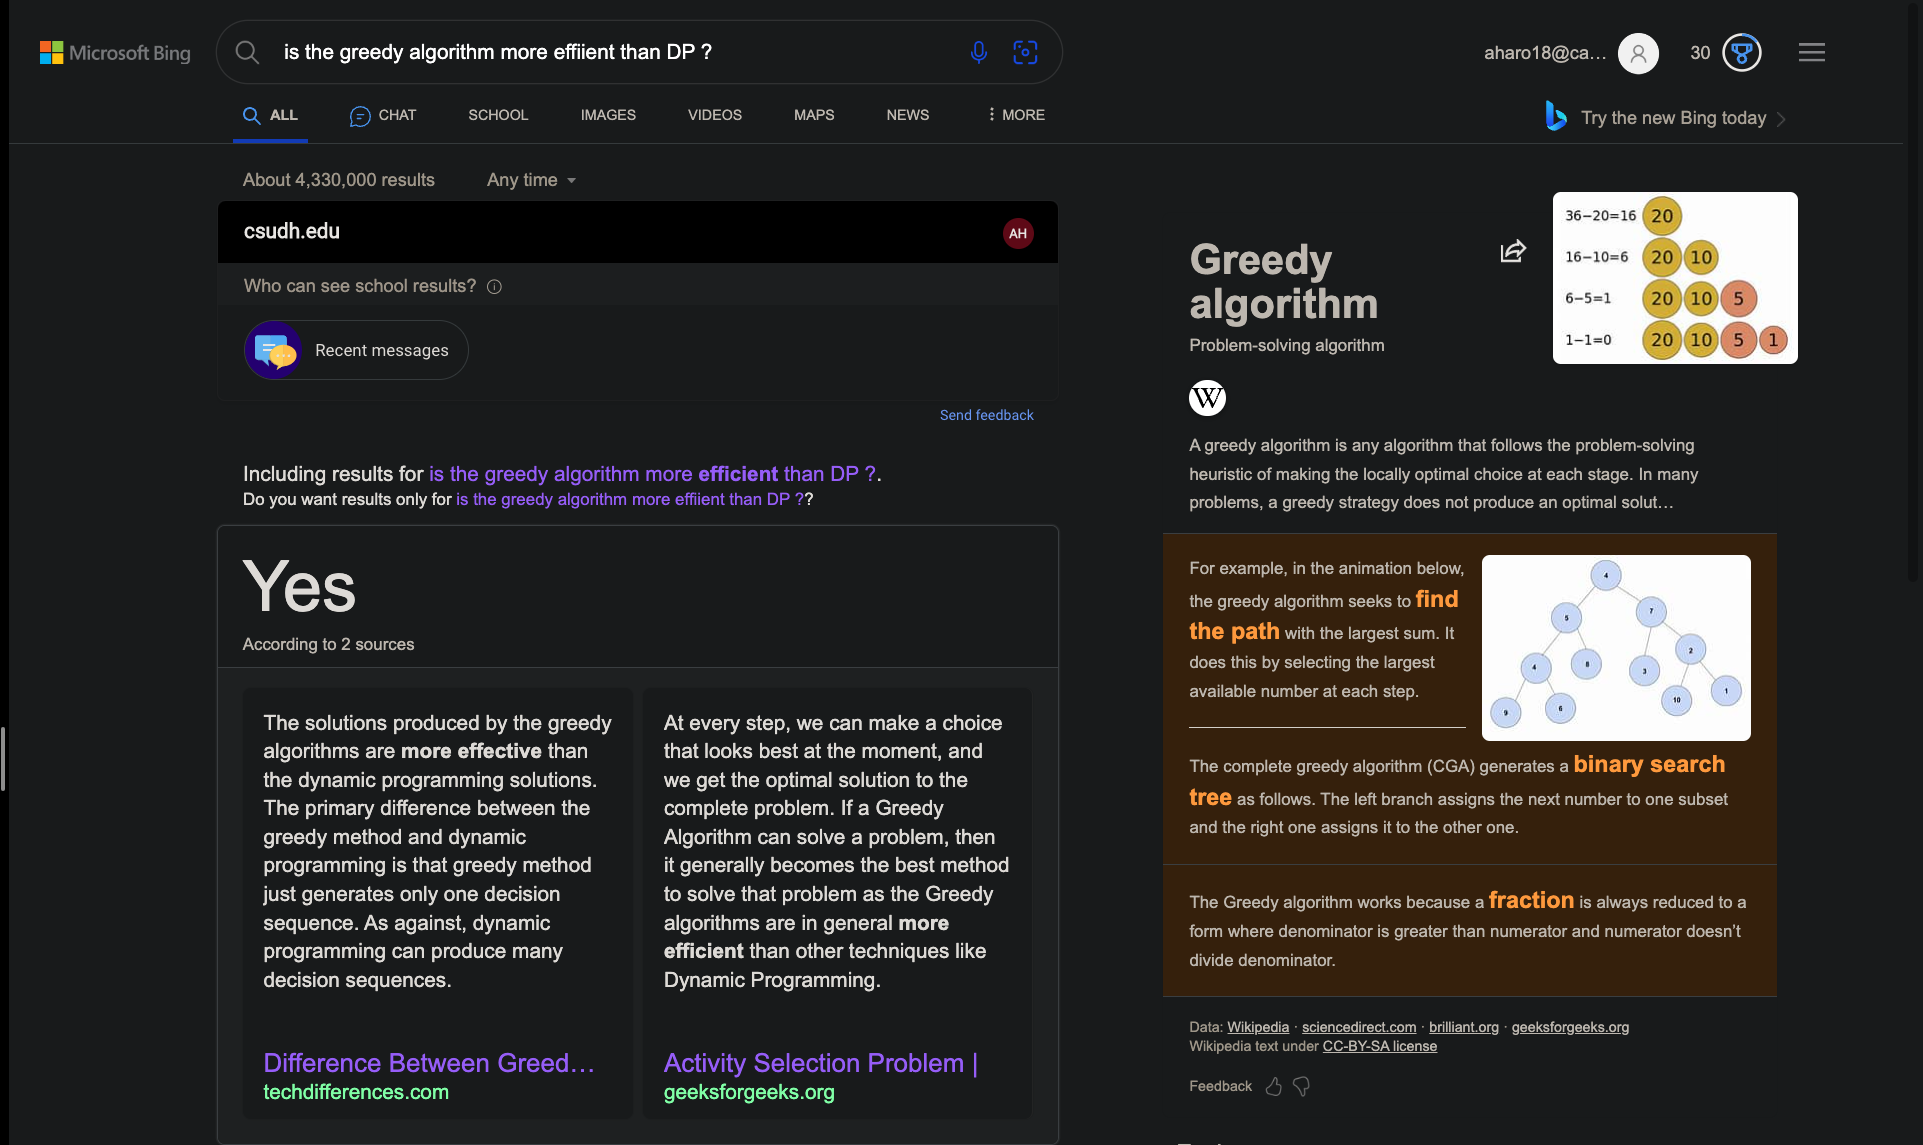 Microsoft Bing
is the greedy algorithm more effiient than DP ?
aharo18@ca...
30
ALL
CHAT
SCHOOL
IMAGES
VIDEOS
MAPS
NEWS
MORE
Try the new Bing today
About 4,330,000 results
Any time
csudh.edu
AH
Who can see school results?
Recent messages
Send feedback
Including results for is the greedy algorithm more efficient than DP ?.
Do you want results only for is the greedy algorithm more effiient than DP ??
Yes
According to 2 sources
The solutions produced by the greedy
algorithms are more effective than
the dynamic programming solutions.
The primary difference between the
greedy method and dynamic
programming is that greedy method
just generates only one decision
sequence. As against, dynamic
programming can produce many
decision sequences.
Difference Between Greed...
techdifferences.com
At every step, we can make a choice
that looks best at the moment, and
we get the optimal solution to the
complete problem. If a Greedy
Algorithm can solve a problem, then
it generally becomes the best method
to solve that problem as the Greedy
algorithms are in general more
efficient than other techniques like
Dynamic Programming.
Activity Selection Problem |
geeksforgeeks.org
Greedy
algorithm
Problem-solving algorithm
36−20=16 20
16−10=6 20 10
6−5=1 20 10 5
1−1=0 20 10 5 1
W
A greedy algorithm is any algorithm that follows the problem-solving
heuristic of making the locally optimal choice at each stage. In many
problems, a greedy strategy does not produce an optimal solut...
For example, in the animation below,
the greedy algorithm seeks to find
the path with the largest sum. It
does this by selecting the largest
available number at each step.
4
5 7
4 8 3 2
9 6 10 1
The complete greedy algorithm (CGA) generates a binary search
tree as follows. The left branch assigns the next number to one subset
and the right one assigns it to the other one.
The Greedy algorithm works because a fraction is always reduced to a
form where denominator is greater than numerator and numerator doesn't
divide denominator.
Data: Wikipedia · sciencedirect.com · brilliant.org · geeksforgeeks.org
Wikipedia text under CC-BY-SA license
Feedback